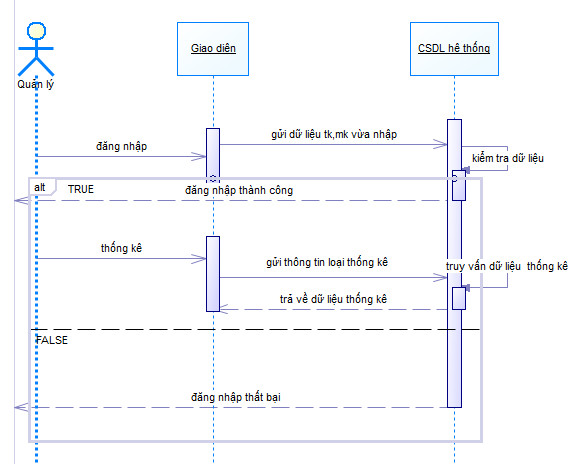 Giao diên
CSDL hê thống
Quản lý
gửi dữ liệu tk,mk vừa nhập
đăng nhập
kiểm tra dữ liệu
alt
TRUE
đăng nhập thành công
thống kê
gửi thông tin loại thống kê
truy vấn dữ liệu thống kê
trả về dữ liệu thống kê
FALSE
đăng nhập thất bại